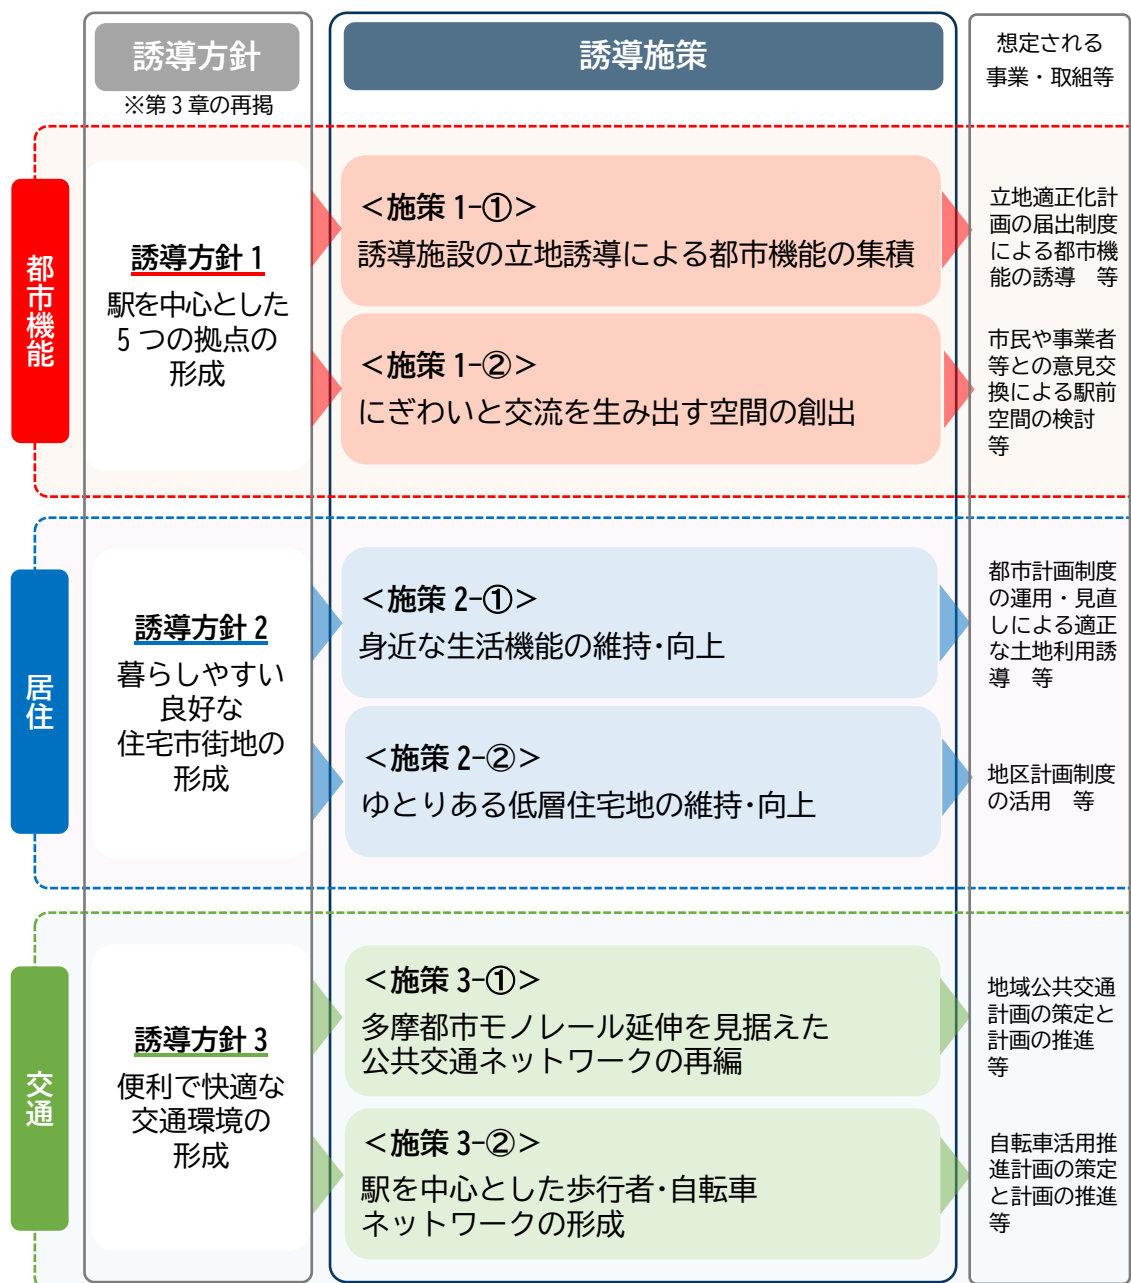 誘導方針
※第3章の再掲
誘導施策
想定される
事業・取組等
都市機能
誘導方針1
駅を中心とした
5つの拠点の
形成
＜施策1-①＞
誘導施設の立地誘導による都市機能の集積
立地適正化計
画の届出制度
による都市機
能の誘導　等
＜施策1-②＞
にぎわいと交流を生み出す空間の創出
市民や事業者
等との意見交
換による駅前
空間の検討
等
居住
誘導方針2
暮らしやすい
良好な
住宅市街地の
形成
＜施策2-①＞
身近な生活機能の維持･向上
都市計画制度
の運用・見直
しによる適正
な土地利用誘
導　等
＜施策2-②＞
ゆとりある低層住宅地の維持･向上
地区計画制度
の活用　等
交通
誘導方針3
便利で快適な
交通環境の
形成
＜施策3-①＞
多摩都市モノレール延伸を見据えた
公共交通ネットワークの再編
地域公共交通
計画の策定と
計画の推進
等
＜施策3-②＞
駅を中心とした歩行者･自転車
ネットワークの形成
自転車活用推
進計画の策定
と計画の推進
等